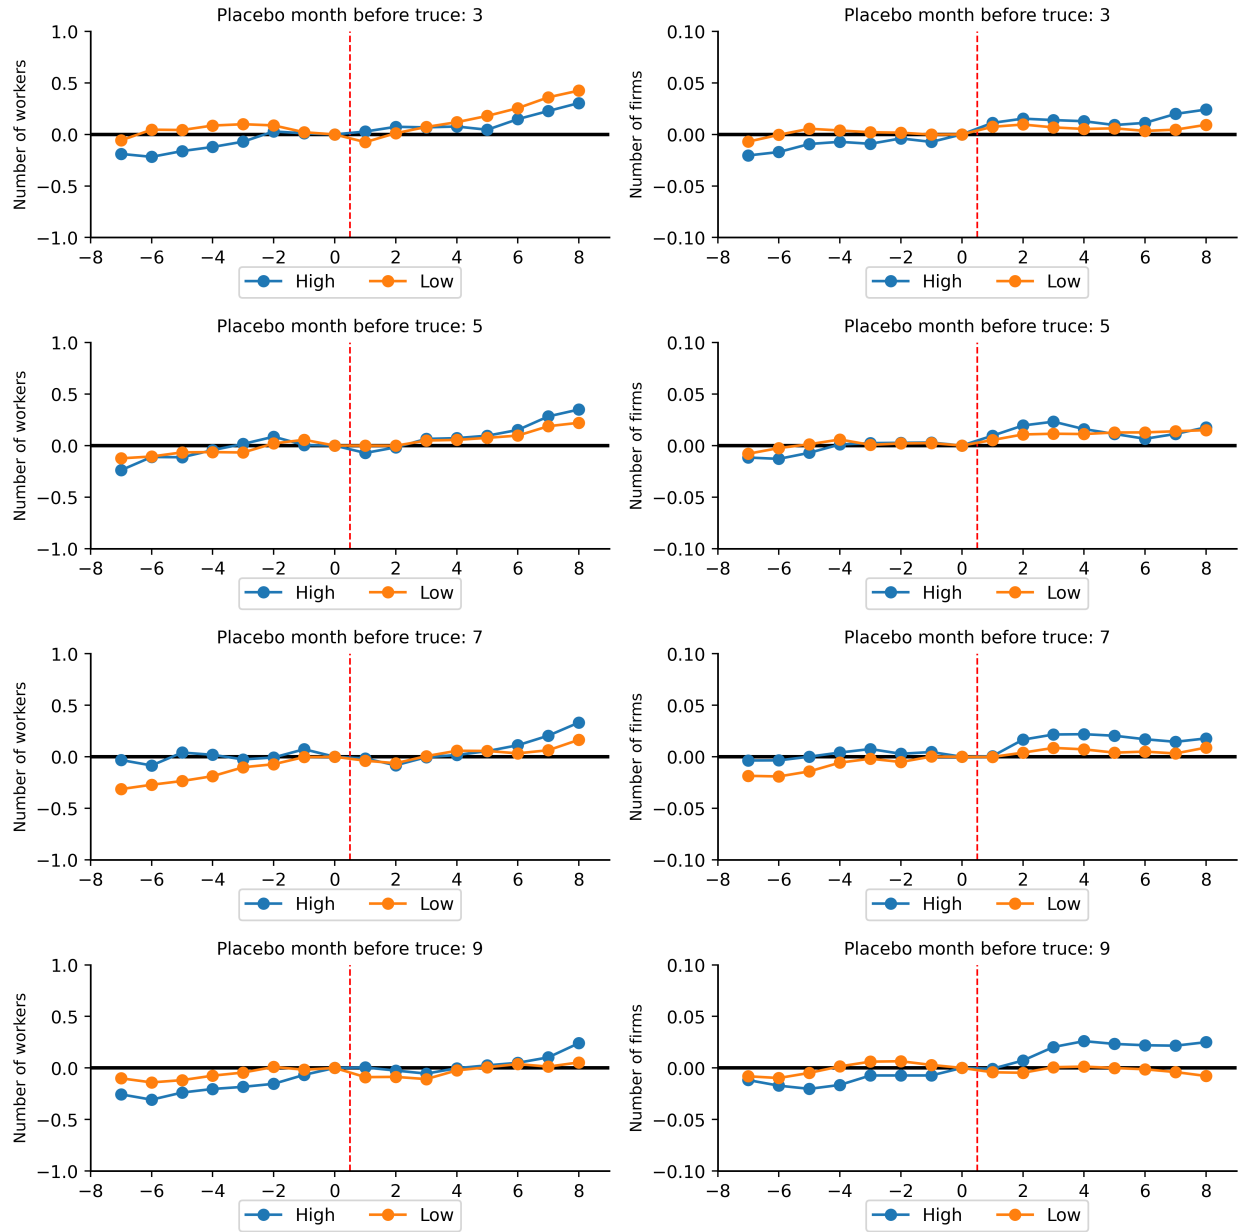 Placebo month before truce: 3
Number of workers
1.0
0.5
0.0
−0.5
−1.0
−8 −6 −4 −2 0 2 4 6 8
High Low
Placebo month before truce: 3
Number of firms
0.10
0.05
0.00
−0.05
−0.10
−8 −6 −4 −2 0 2 4 6 8
High Low
Placebo month before truce: 5
Number of workers
1.0
0.5
0.0
−0.5
−1.0
−8 −6 −4 −2 0 2 4 6 8
High Low
Placebo month before truce: 5
Number of firms
0.10
0.05
0.00
−0.05
−0.10
−8 −6 −4 −2 0 2 4 6 8
High Low
Placebo month before truce: 7
Number of workers
1.0
0.5
0.0
−0.5
−1.0
−8 −6 −4 −2 0 2 4 6 8
High Low
Placebo month before truce: 7
Number of firms
0.10
0.05
0.00
−0.05
−0.10
−8 −6 −4 −2 0 2 4 6 8
High Low
Placebo month before truce: 9
Number of workers
1.0
0.5
0.0
−0.5
−1.0
−8 −6 −4 −2 0 2 4 6 8
High Low
Placebo month before truce: 9
Number of firms
0.10
0.05
0.00
−0.05
−0.10
−8 −6 −4 −2 0 2 4 6 8
High Low